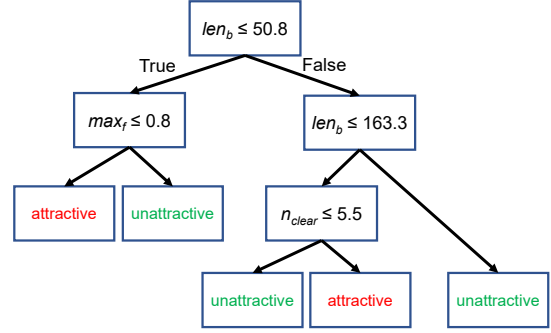 len_b ≤ 50.8
True
False
max_f ≤ 0.8
len_b ≤ 163.3
attractive
unattractive
n_clear ≤ 5.5
unattractive
attractive
unattractive